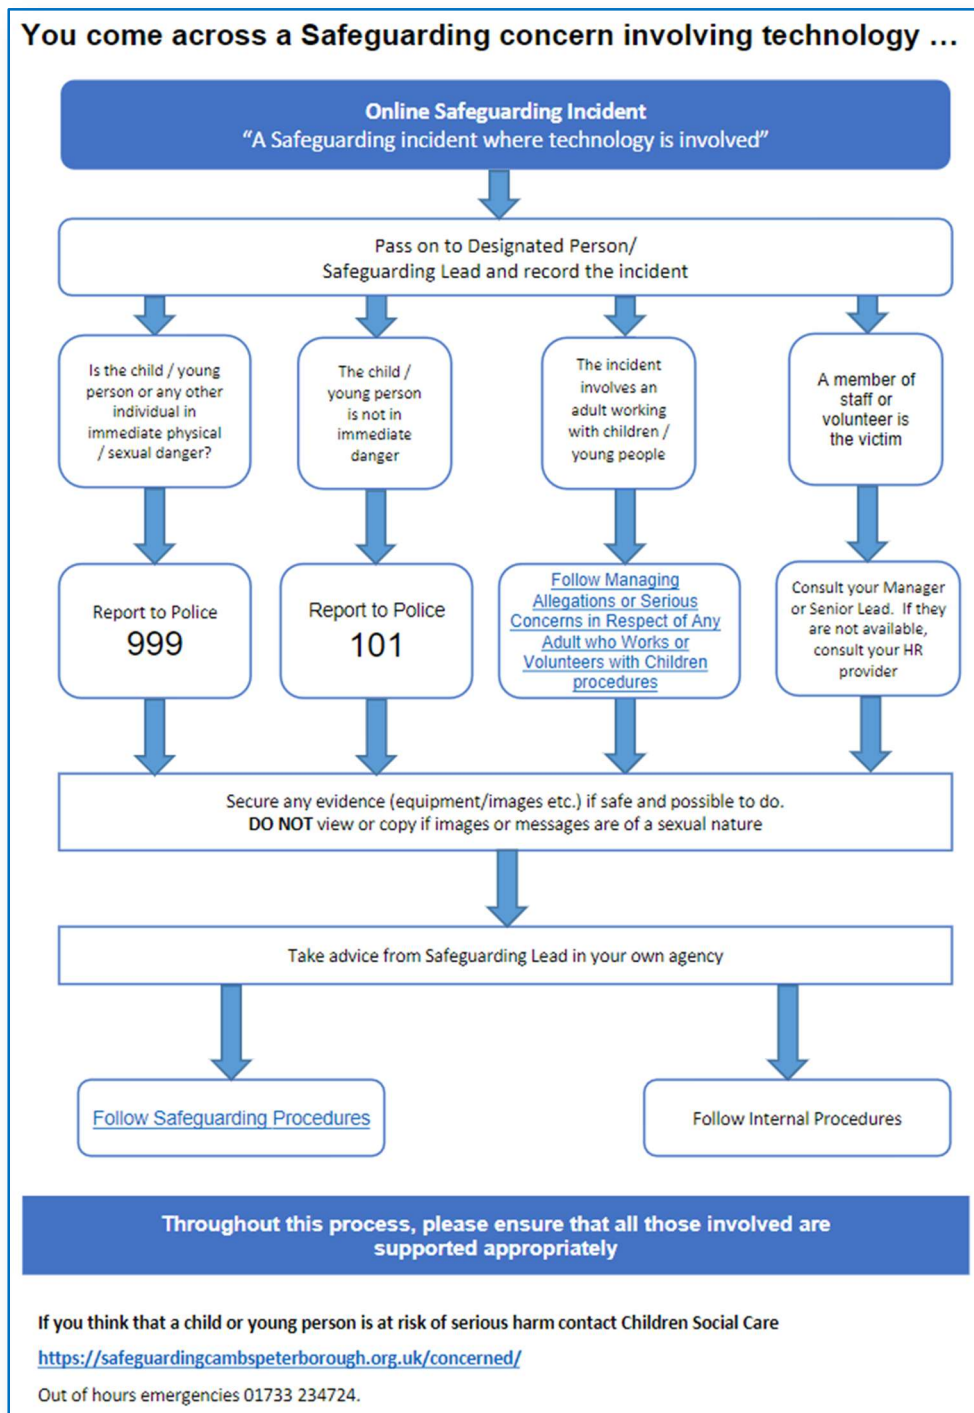 You come across a Safeguarding concern involving technology ...
Online Safeguarding Incident
“A Safeguarding incident where technology is involved”
Pass on to Designated Person/
Safeguarding Lead and record the incident
Is the child / young
person or any other
individual in
immediate physical
/ sexual danger?
The child /
young person
is not in
immediate
danger
The incident
involves an
adult working
with children /
young people
A member of
staff or
volunteer is
the victim
Report to Police
999
Report to Police
101
Follow Managing
Allegations or Serious
Concerns in Respect of Any
Adult who Works or
Volunteers with Children
procedures
Consult your Manager
or Senior Lead. If they
are not available,
consult your HR
provider
Secure any evidence (equipment/images etc.) if safe and possible to do.
DO NOT view or copy if images or messages are of a sexual nature
Take advice from Safeguarding Lead in your own agency
Follow Safeguarding Procedures
Follow Internal Procedures
Throughout this process, please ensure that all those involved are
supported appropriately
If you think that a child or young person is at risk of serious harm contact Children Social Care
https://safeguardingcambspeterborough.org.uk/concerned/
Out of hours emergencies 01733 234724.